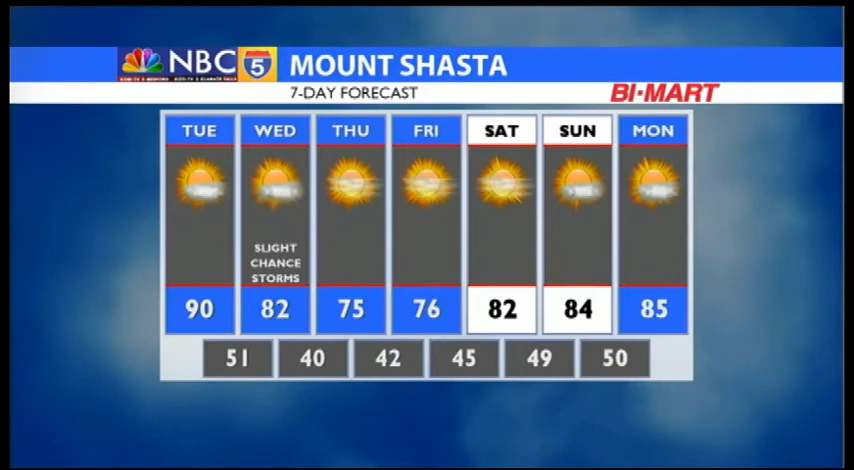 NBC 5 MOUNT SHASTA
7-DAY FORECAST BI-MART
TUE WED THU FRI SAT SUN MON
SLIGHT
CHANCE
STORMS
90 82 75 76 82 84 85
51 40 42 45 49 50